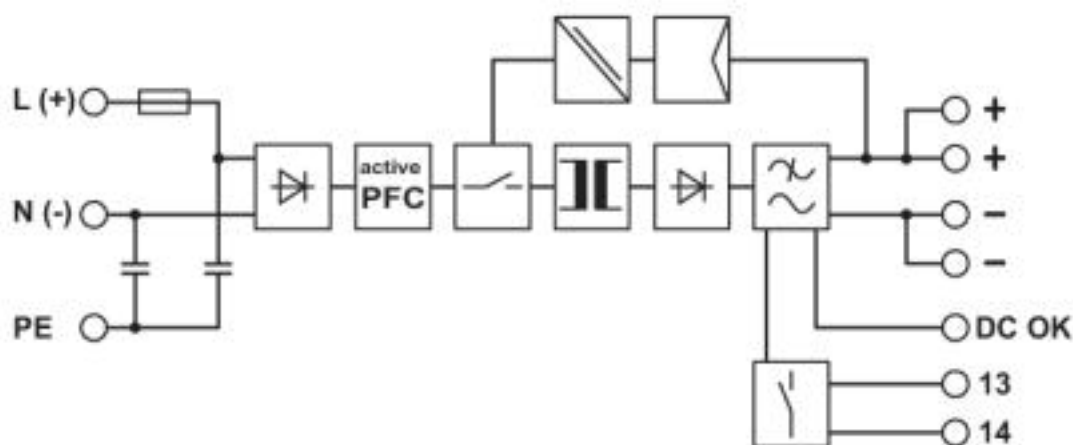 L (+)
+
active
PFC
+
N (-)
−
−
PE
DC OK
13
14